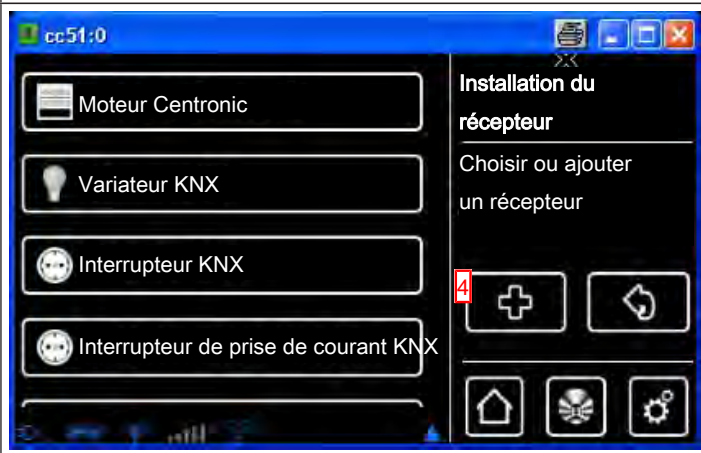 cc51:0
Moteur Centronic
Variateur KNX
Interrupteur KNX
Interrupteur de prise de courant KNX
Installation du
récepteur
Choisir ou ajouter
un récepteur
4